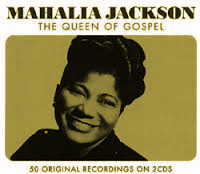 MAHALIA JACKSON
THE QUEEN OF GOSPEL
50 ORIGINAL RECORDINGS ON 2CDS